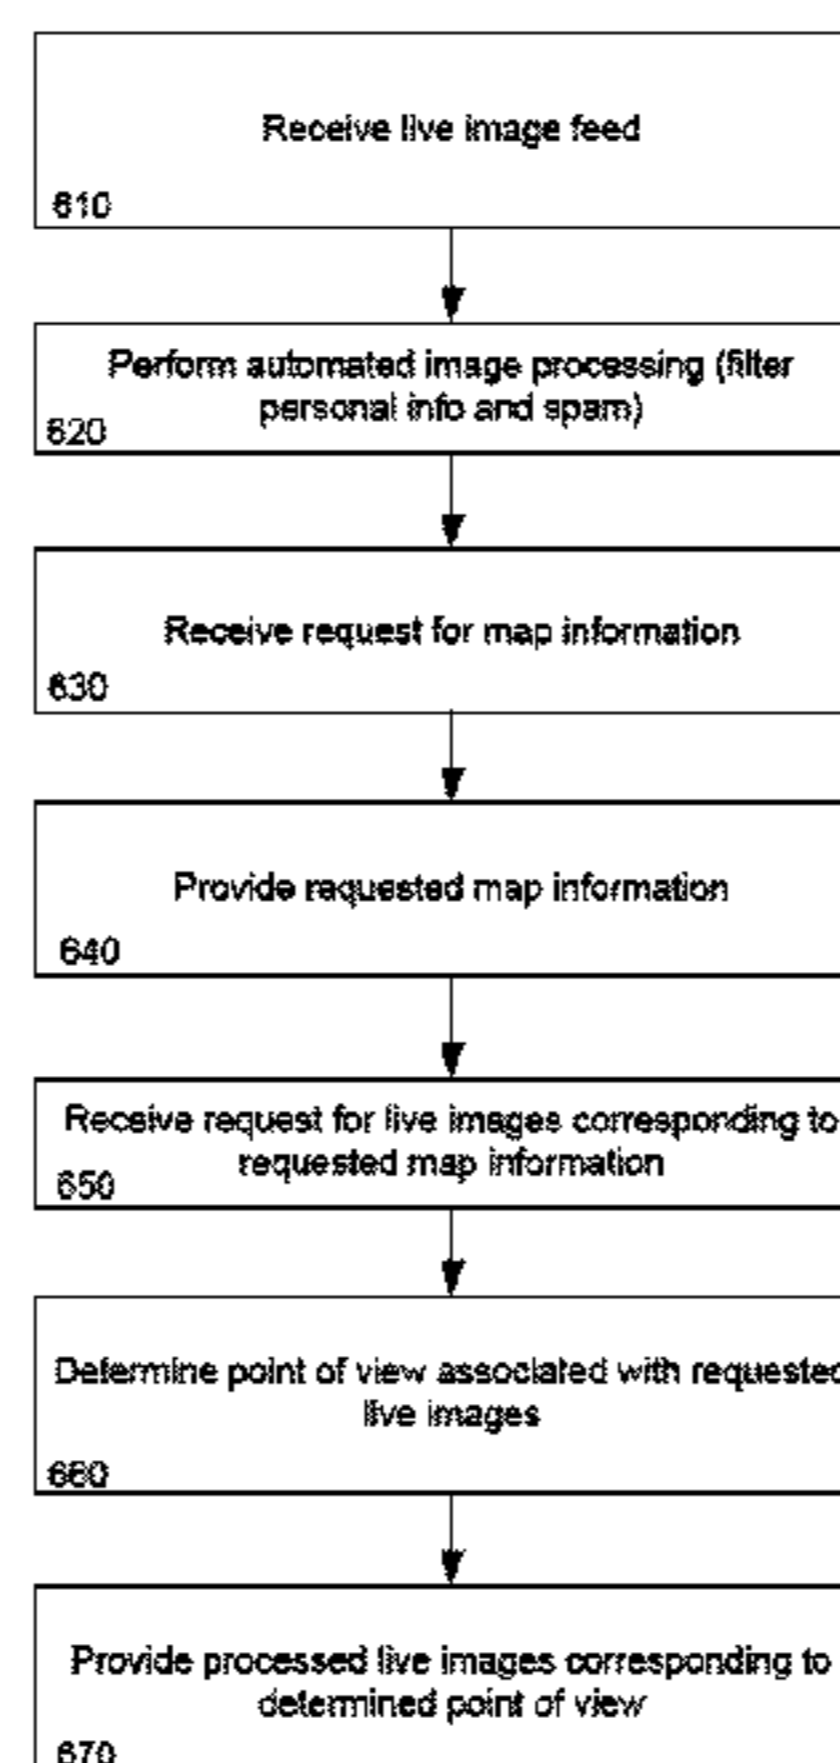 Receive live image feed
610
Perform automated image processing (filter
personal info and spam)
620
Receive request for map information
630
Provide requested map information
640
Receive request for live images corresponding to
requested map information
650
Determine point of view associated with requested
live images
660
Provide processed live images corresponding to
determined point of view
670